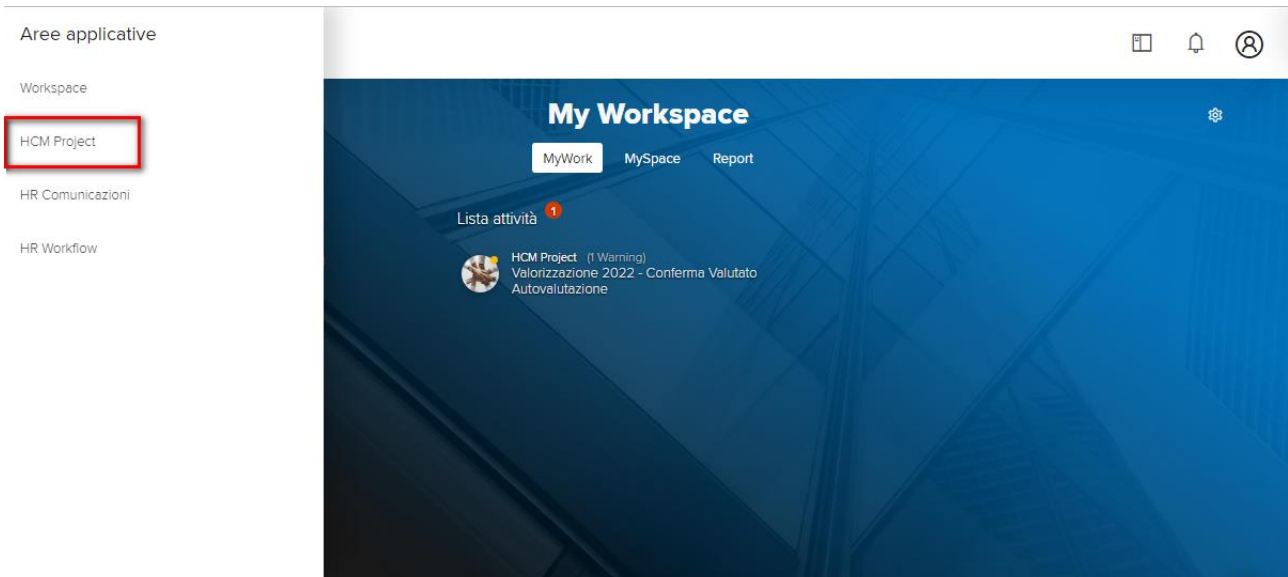 Aree applicative
Workspace
HCM Project
HR Comunicazioni
HR Workflow
My Workspace
MyWork MySpace Report
Lista attività 1
HCM Project (1 Warning)
Valorizzazione 2022 - Conferma Valutato
Autovalutazione